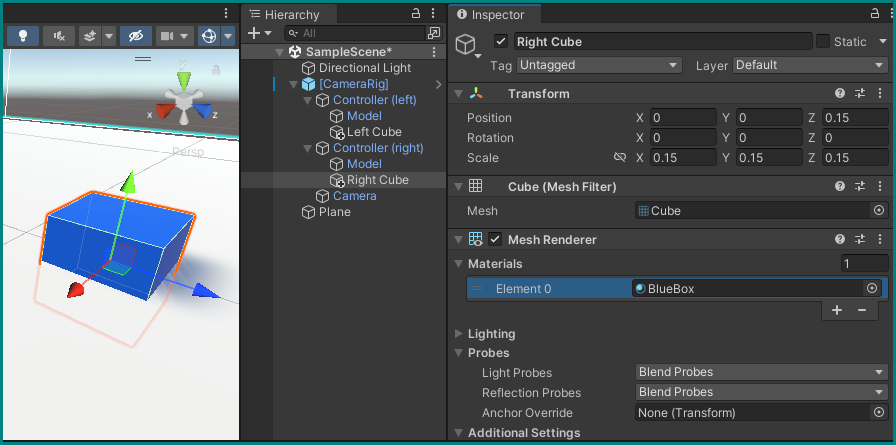 y
x
z
Persp
Hierarchy
All
SampleScene*
Directional Light
[CameraRig]
Controller (left)
Model
Left Cube
Controller (right)
Model
Right Cube
Camera
Plane
Inspector
Right Cube
Static
Tag Untagged Layer Default
Transform
Position X 0 Y 0 Z 0.15
Rotation X 0 Y 0 Z 0
Scale X 0.15 Y 0.15 Z 0.15
Cube (Mesh Filter)
Mesh Cube
Mesh Renderer
Materials 1
Element 0 BlueBox
Lighting
Probes
Light Probes Blend Probes
Reflection Probes Blend Probes
Anchor Override None (Transform)
Additional Settings